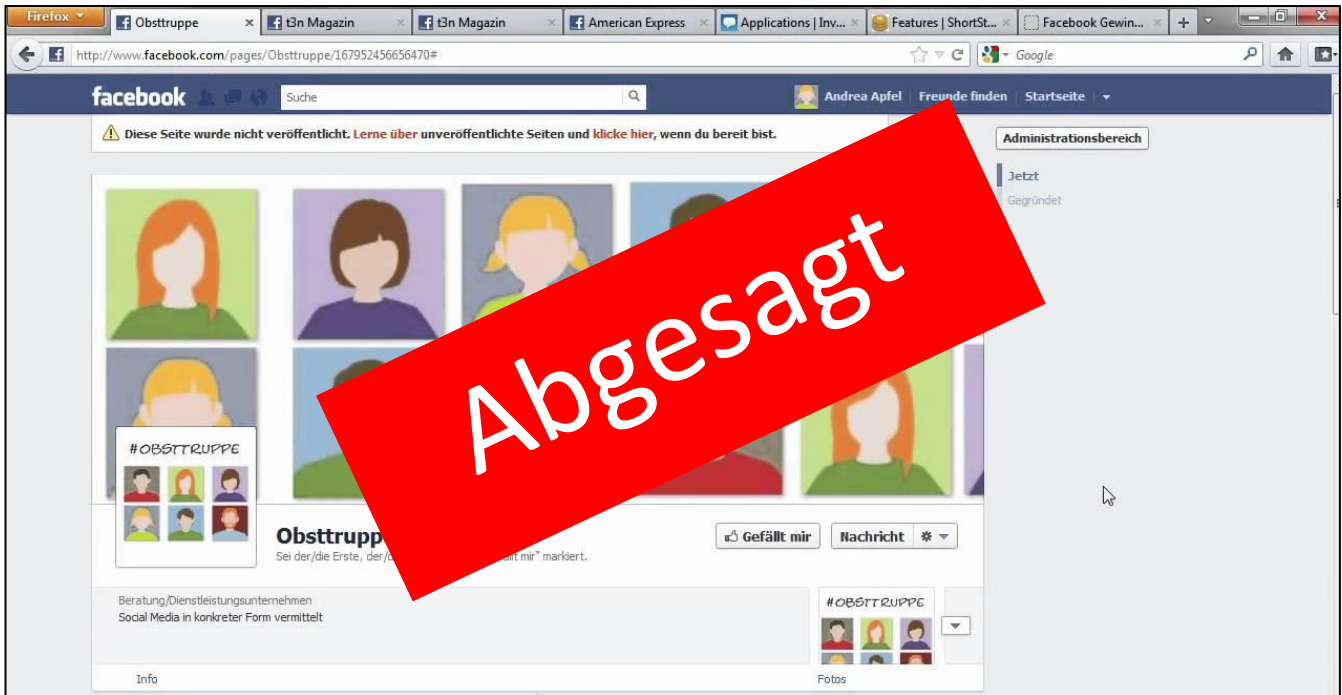 Firefox
Obsttruppe
t3n Magazin
t3n Magazin
American Express
Applications | Inv...
Features | ShortSt...
Facebook Gewin...
http://www.facebook.com/pages/Obsttruppe/167952456656470#
Google
facebook
Suche
Andrea Apfel
Freunde finden
Startseite
Diese Seite wurde nicht veröffentlicht. Lerne über unveröffentlichte Seiten und klicke hier, wenn du bereit bist.
Administrationsbereich
Jetzt
Gegründet
Abgesagt
#OBSTTRUPPE
Obsttrupp
Sei der/die Erste, der/
mir" markiert.
Gefällt mir
Nachricht
Beratung/Dienstleistungsunternehmen
Social Media in konkreter Form vermittelt
#OBSTTRUPPE
Info
Fotos